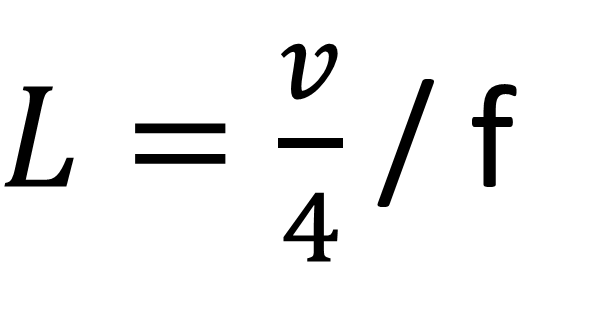 L = v/4 / f